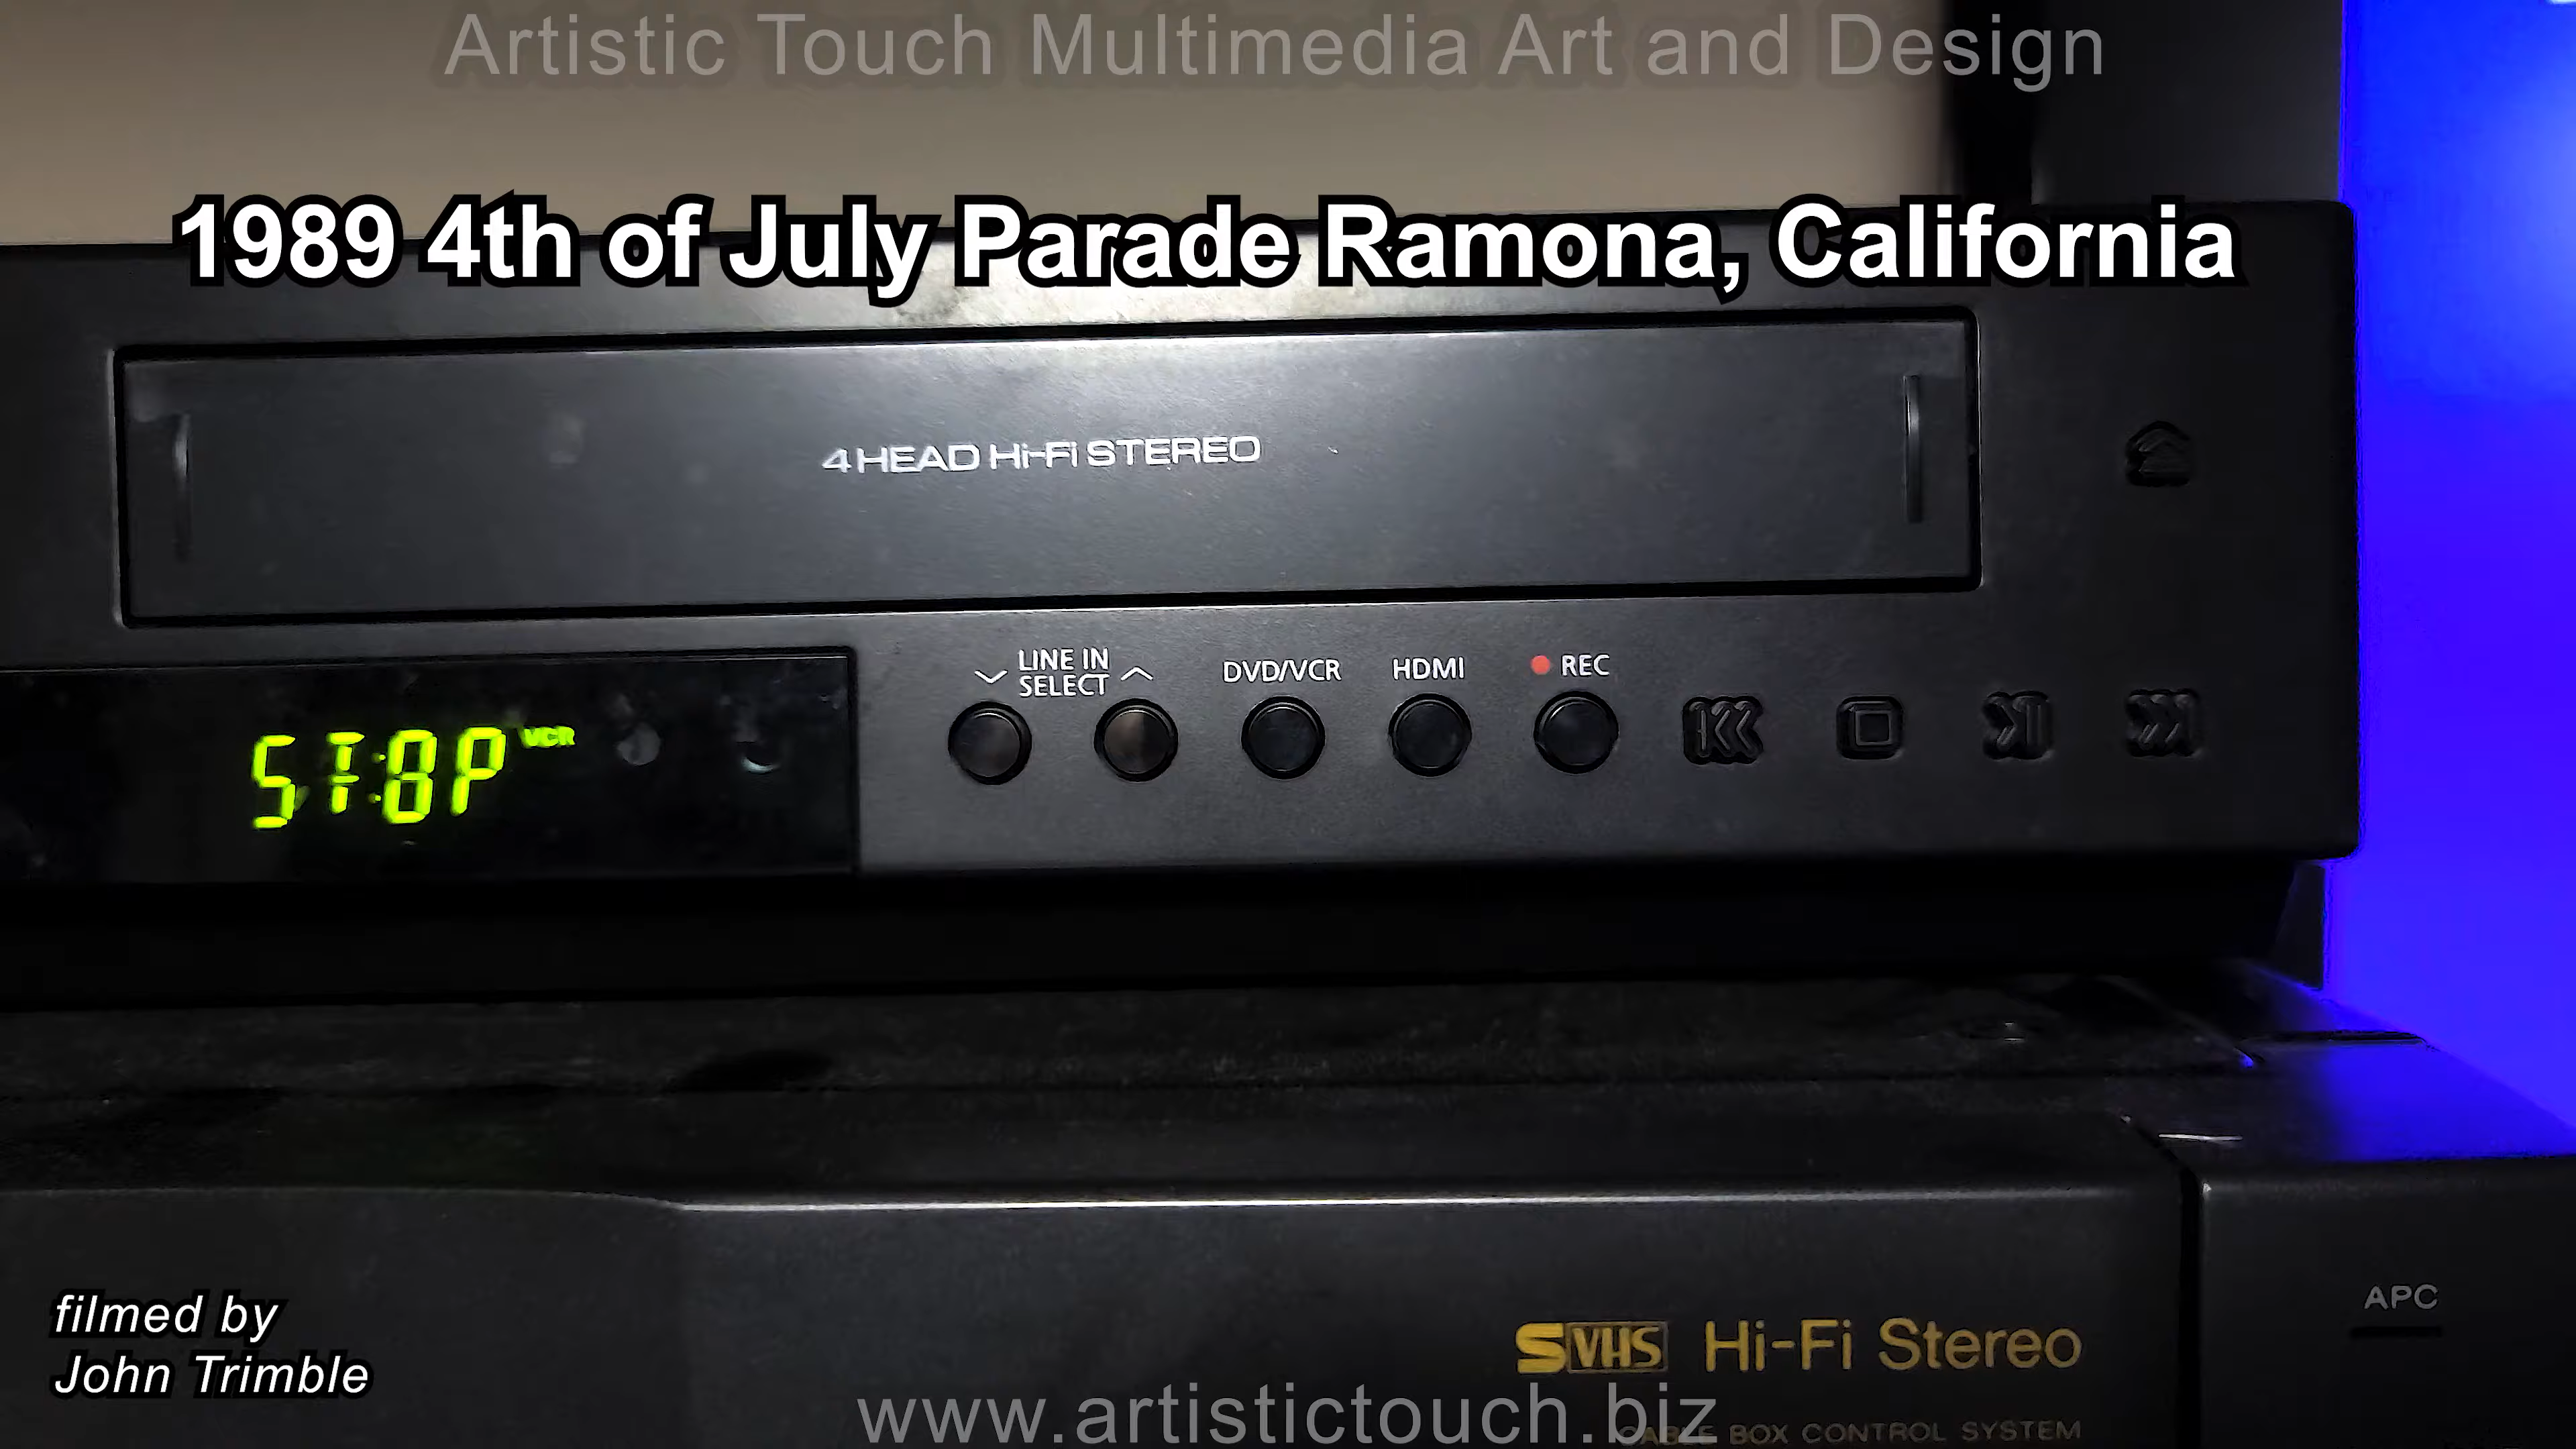 Artistic Touch Multimedia Art and Design
1989 4th of July Parade Ramona, California
4 HEAD Hi-Fi STEREO
LINE IN
SELECT
DVD/VCR
HDMI
REC
STOP
VCR
filmed by
John Trimble
APC
SVHS Hi-Fi Stereo
www.artistictouch.biz
CABLE BOX CONTROL SYSTEM